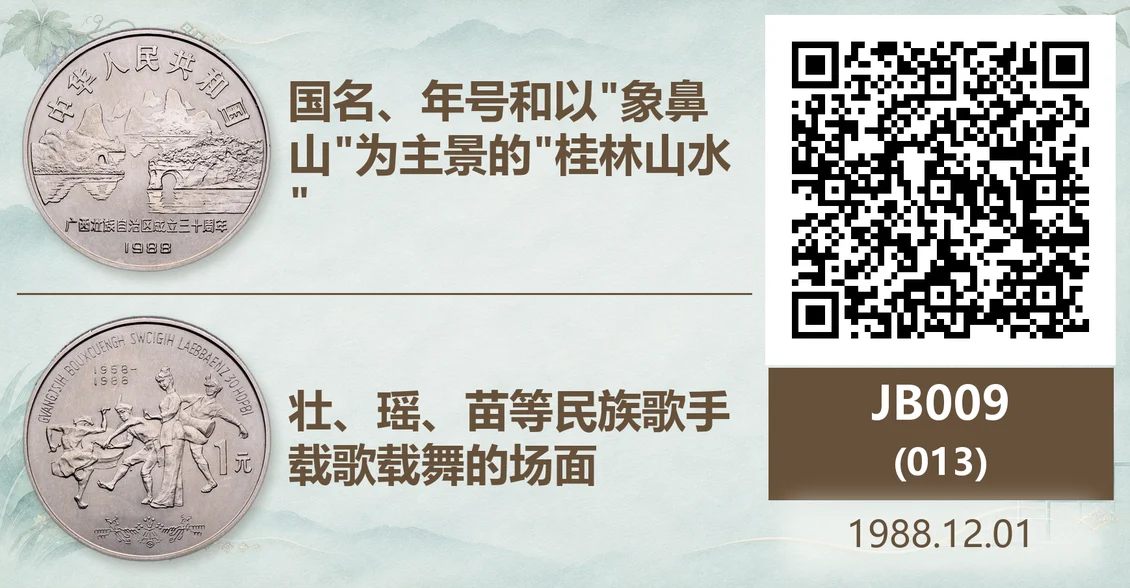 中华人民共和国
广西壮族自治区成立三十周年
1988
国名、年号和以"象鼻
山"为主景的"桂林山水
"
GVANGJSIH BOUXCUENGH SWCIGIH LAEBBAENZ 30 HOPBI
1958-
1988
1元
壮、瑶、苗等民族歌手
载歌载舞的场面
JB009
(013)
1988.12.01